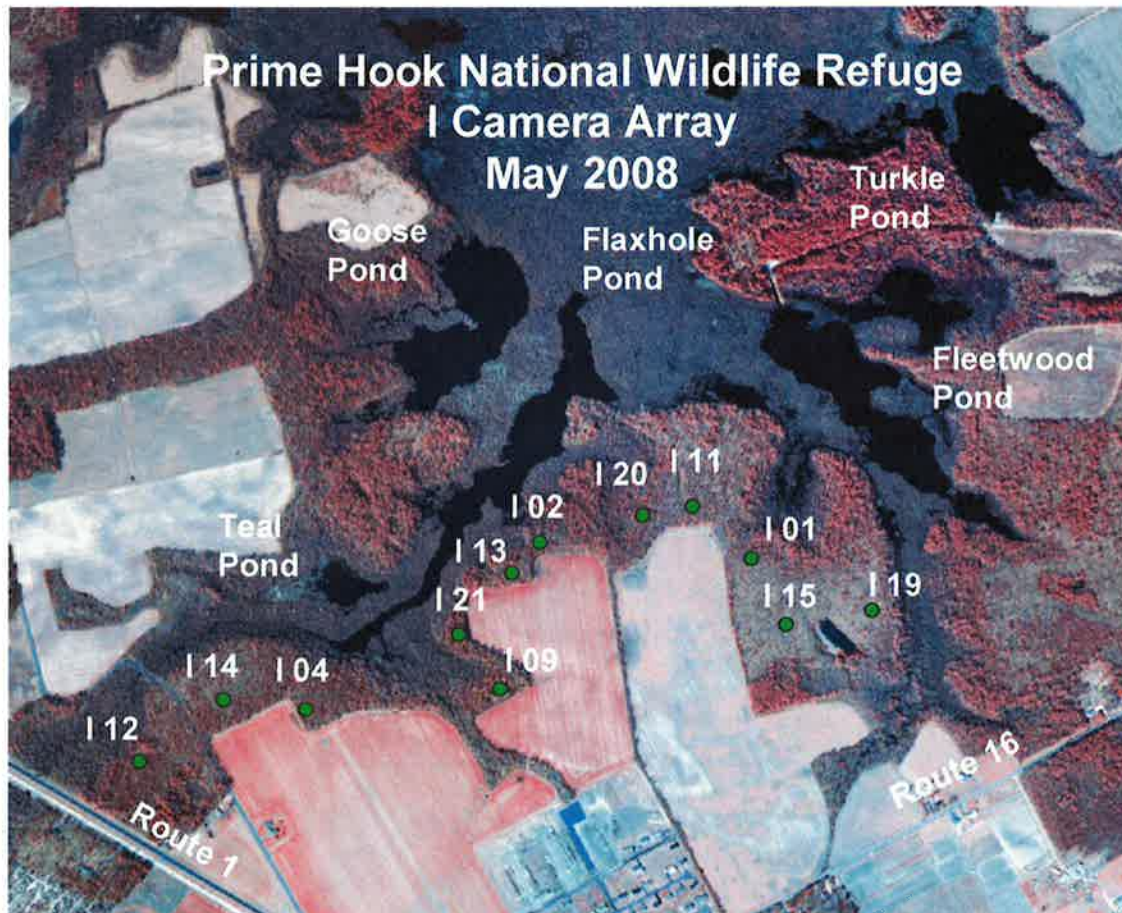 Prime Hook National Wildlife Refuge
I Camera Array
May 2008
Turkle
Pond
Goose
Pond
Flaxhole
Pond
Fleetwood
Pond
I 20
I 11
I 02
I 01
Teal
Pond
I 13
I 21
I 15
I 19
I 14
I 04
I 09
I 12
Route 1
Route 16